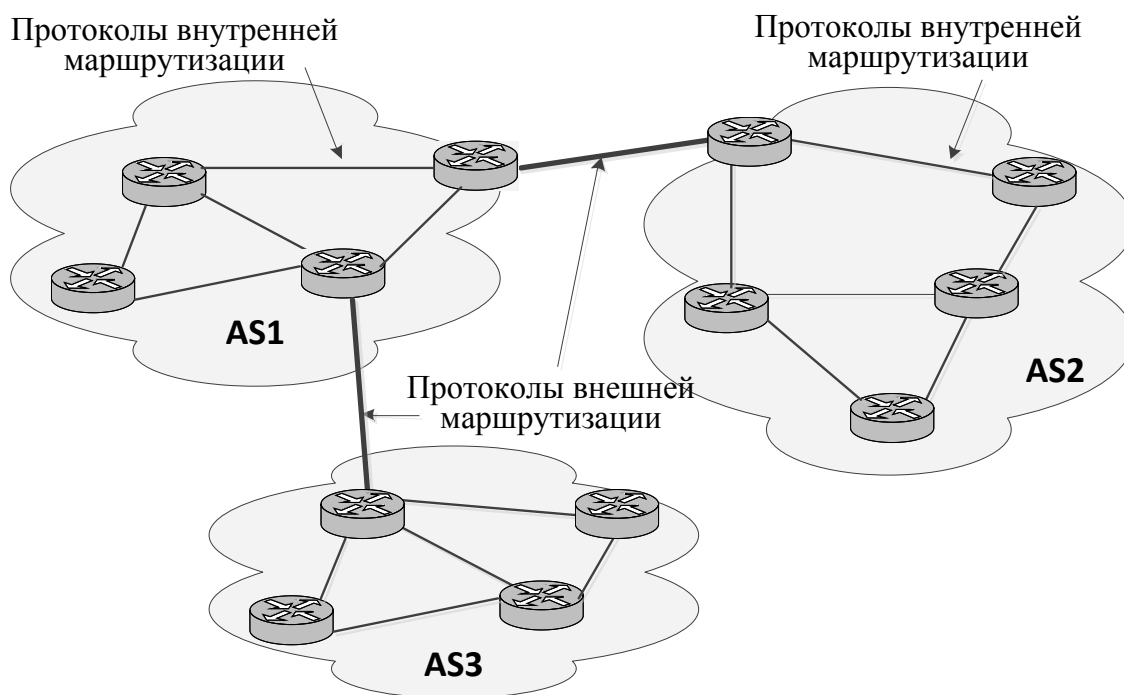 Протоколы внутренней
маршрутизации
Протоколы внутренней
маршрутизации
AS1
AS2
Протоколы внешней
маршрутизации
AS3